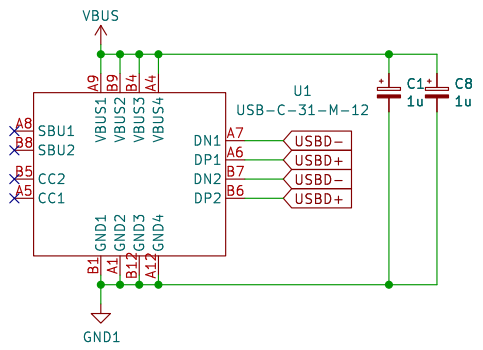 VBUS
A9
B9
B4
A4
VBUS1
VBUS2
VBUS3
VBUS4
U1
USB-C-31-M-12
C1
1u
C8
1u
A8 SBU1
B8 SBU2
B5 CC2
A5 CC1
DN1 A7 USBD-
DP1 A6 USBD+
DN2 B7 USBD-
DP2 B6 USBD+
GND1
GND2
GND3
GND4
B1
A1
B12
A12
GND1